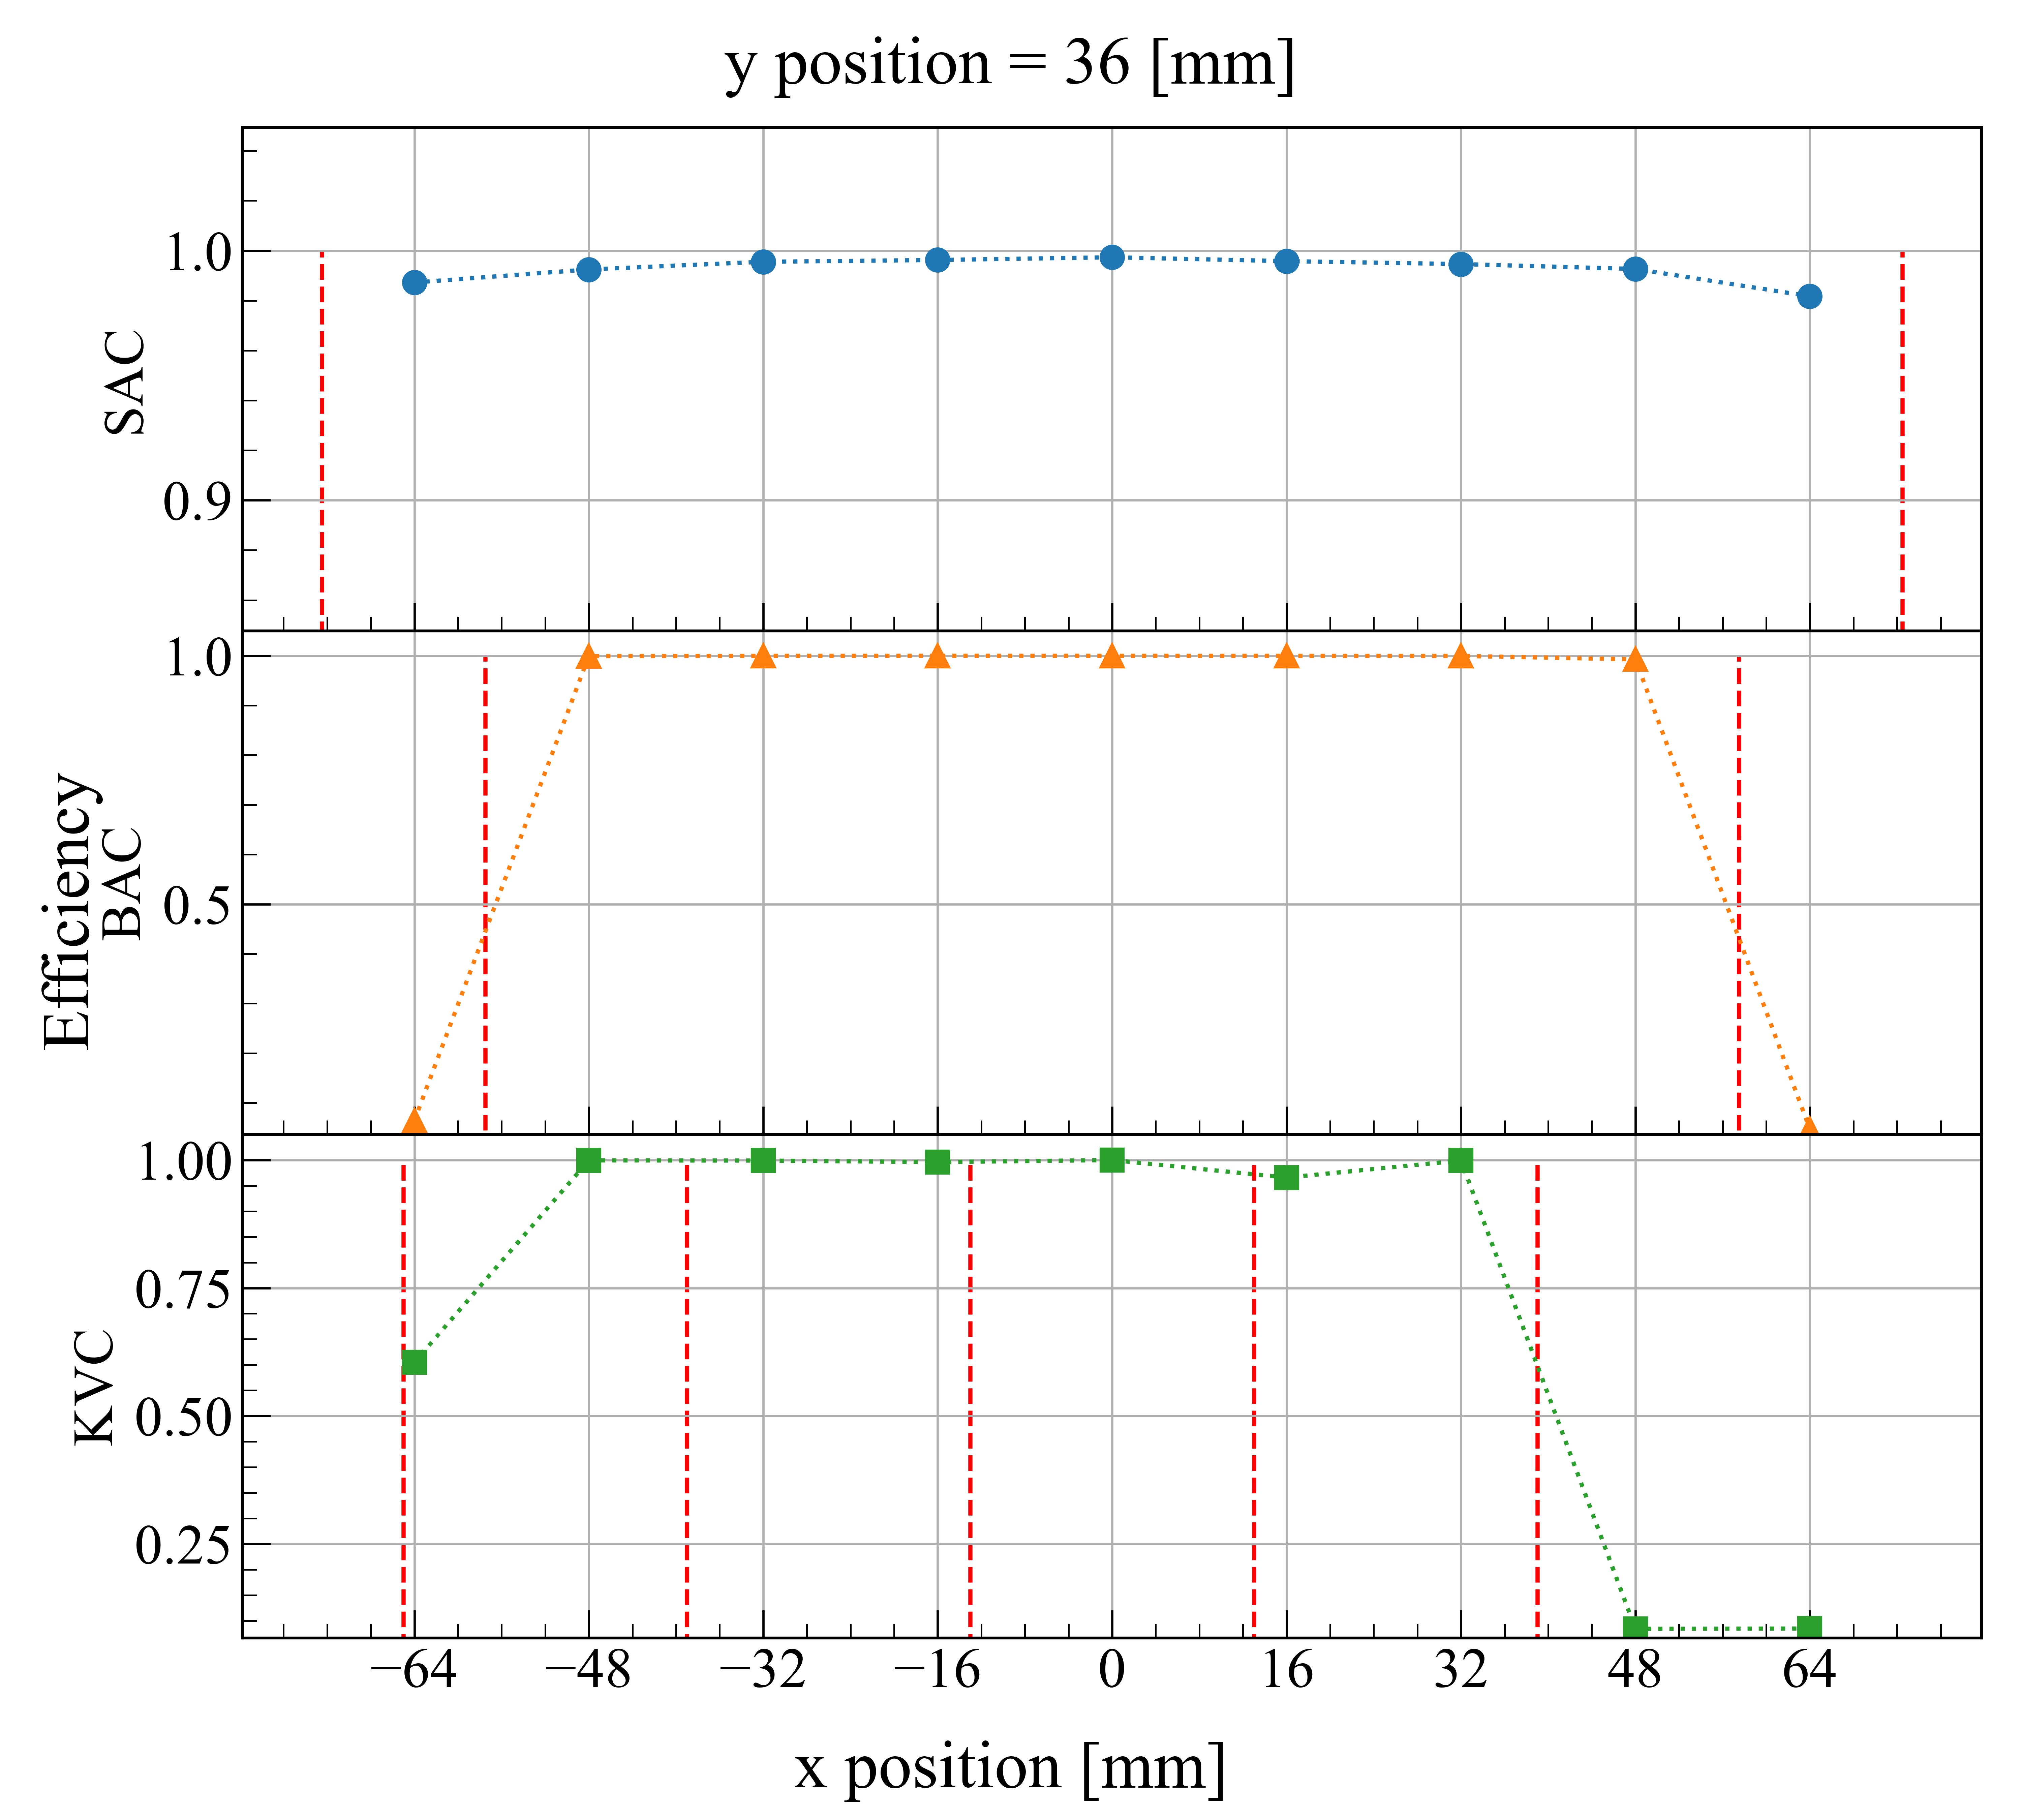 y position = 36 [mm]
SAC
1.0
0.9
Efficiency
BAC
1.0
0.5
KVC
1.00
0.75
0.50
0.25
−64 −48 −32 −16 0 16 32 48 64
x position [mm]